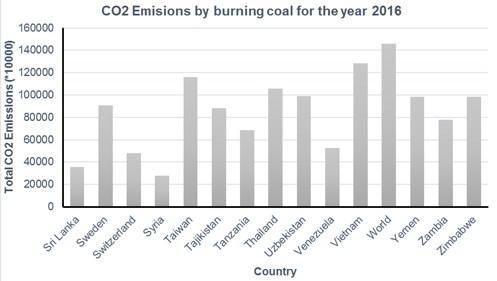 CO2 Emisions by burning coal for the year 2016
Total CO2 Emissions (*10000)
160000
140000
120000
100000
80000
60000
40000
20000
0
Sri Lanka
Sweden
Switzerland
Syria
Taiwan
Tajikistan
Tanzania
Thailand
Uzbekistan
Venezuela
Vietnam
World
Yemen
Zambia
Zimbabwe
Country